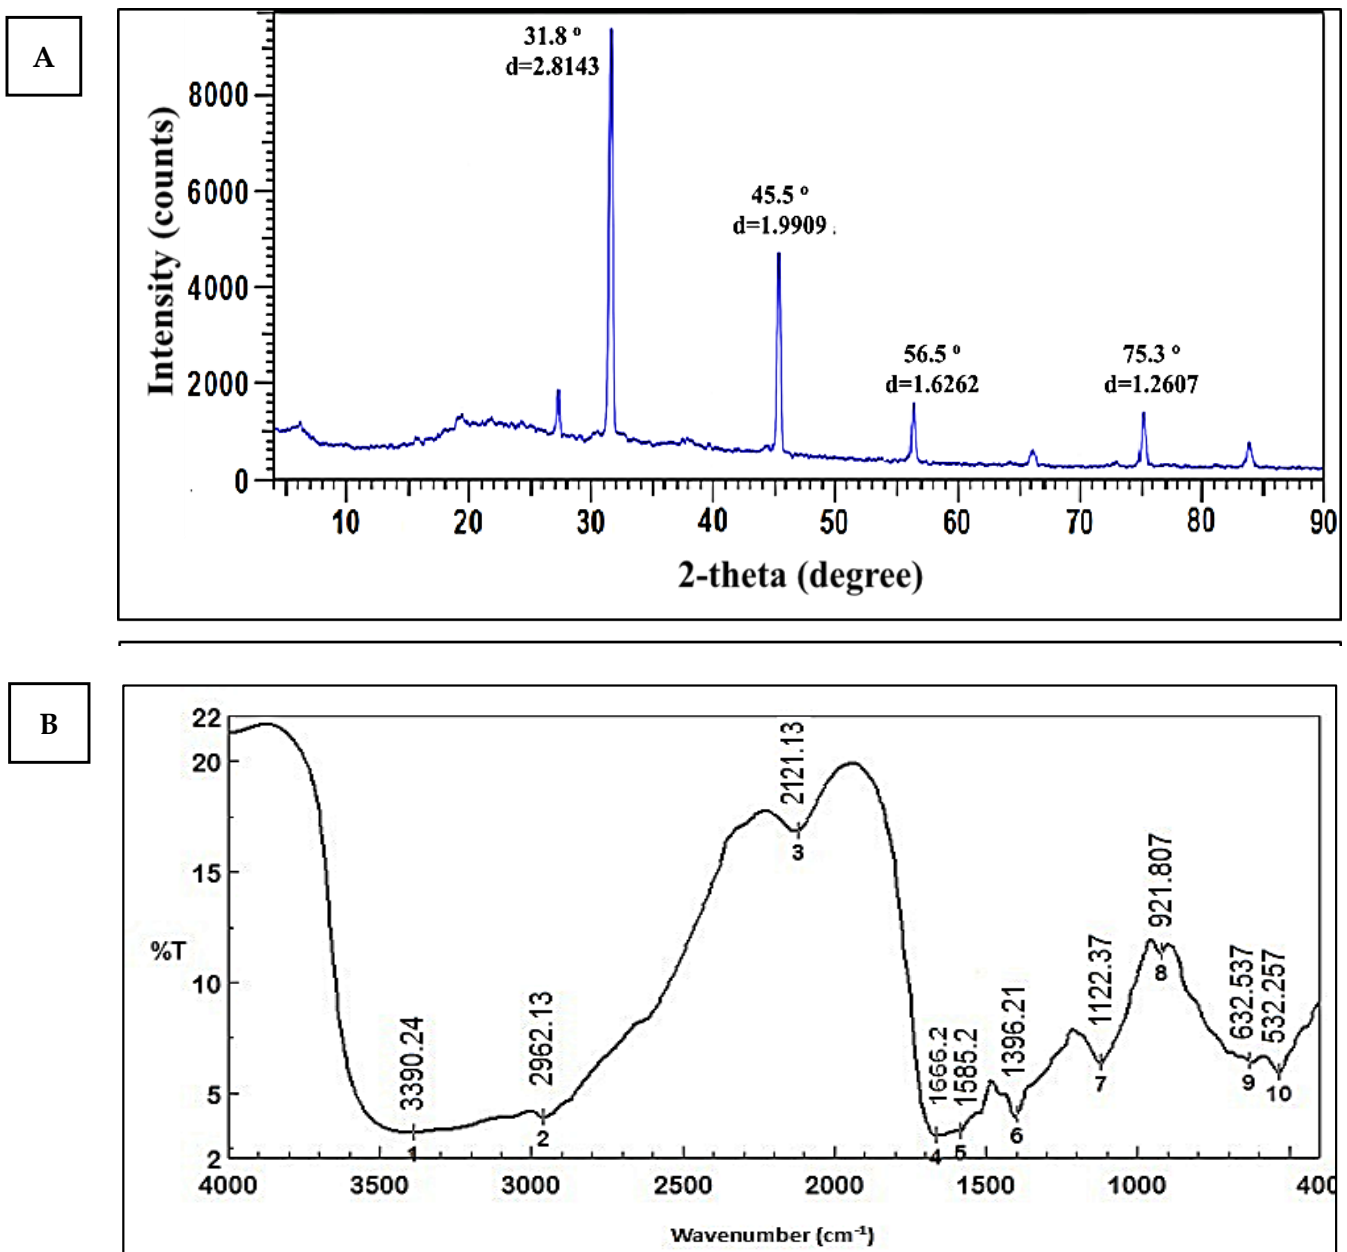 A
31.8 °
d=2.8143
45.5 °
d=1.9909
56.5 °
d=1.6262
75.3 °
d=1.2607
Intensity (counts)
8000
6000
4000
2000
0
10 20 30 40 50 60 70 80 90
2-theta (degree)
B
22
20
15
10
5
2
%T
3390.24
2962.13
2121.13
1666.2
1585.2
1396.21
1122.37
921.807
632.537
532.257
1 2 3 4 5 6 7 8 9 10
4000 3500 3000 2500 2000 1500 1000 400
Wavenumber (cm⁻¹)